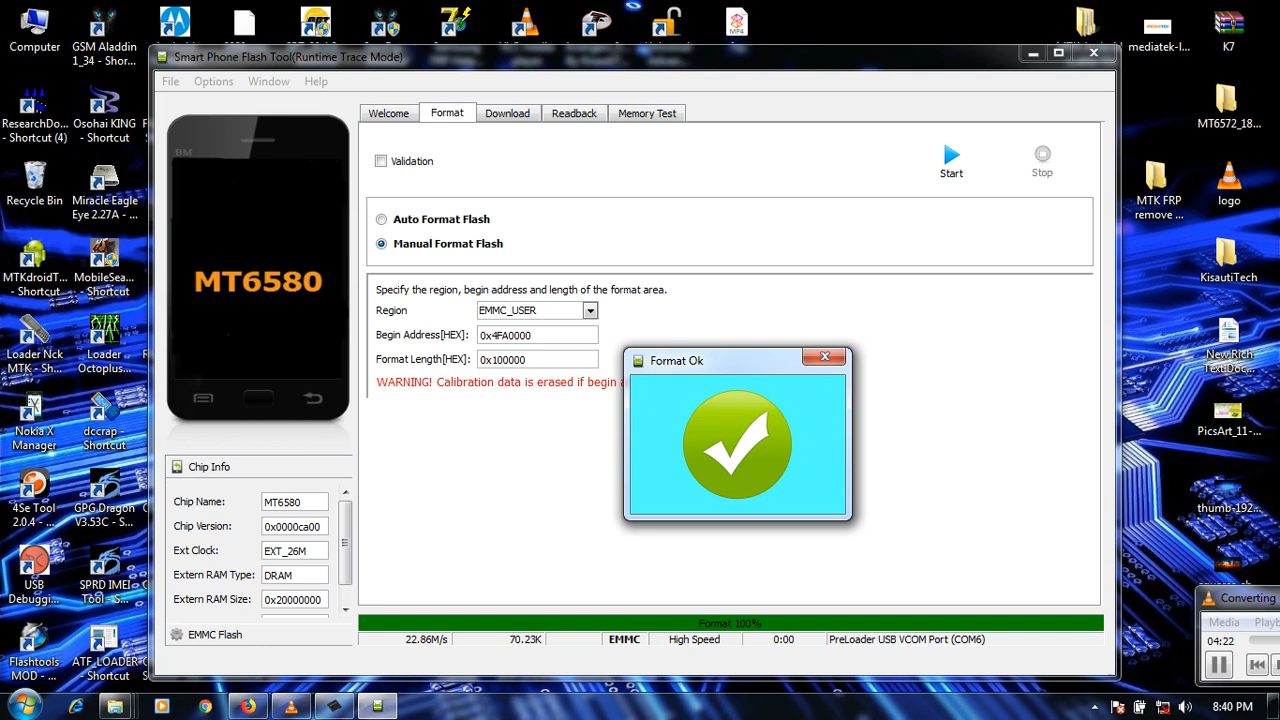 Computer
GSM Aladdin
1_34 - Shor...
MP4
mediatek-l...
K7
Smart Phone Flash Tool(Runtime Trace Mode)
File Options Window Help
ResearchDo...
- Shortcut (4)
Osohai KING
- Shortcut
Recycle Bin
Miracle Eagle
Eye 2.27A - ...
MTKdroidT...
- Shortcut
MobileSea...
- Shortcut
Loader Nck
MTK - Sho...
Loader
Octoplus...
Nokia X
Manager
dccrap -
Shortcut
4Se Tool
2.0.4 - ...
GPG Dragon
V3.53C - ...
USB
Debuggi...
SPRD IMEI
Tool - S...
Flashtools
MOD - ...
ATF_LOADER
- Shortcut
BM
MT6580
Welcome Format Download Readback Memory Test
Validation
Start
Stop
Auto Format Flash
Manual Format Flash
Specify the region, begin address and length of the format area.
Region EMMC_USER
Begin Address[HEX]: 0x4FA0000
Format Length[HEX]: 0x100000
WARNING! Calibration data is erased if begin
Format Ok
Chip Info
Chip Name: MT6580
Chip Version: 0x0000ca00
Ext Clock: EXT_26M
Extern RAM Type: DRAM
Extern RAM Size: 0x20000000
EMMC Flash
Format 100%
22.86M/s 70.23K EMMC High Speed 0:00 PreLoader USB VCOM Port (COM6)
MT6572_18...
MTK FRP
remove ...
logo
KisautiTech
New Rich
Text Doc...
PicsArt_11-...
thumb-192...
Converting
Media Playb
04:22
8:40 PM